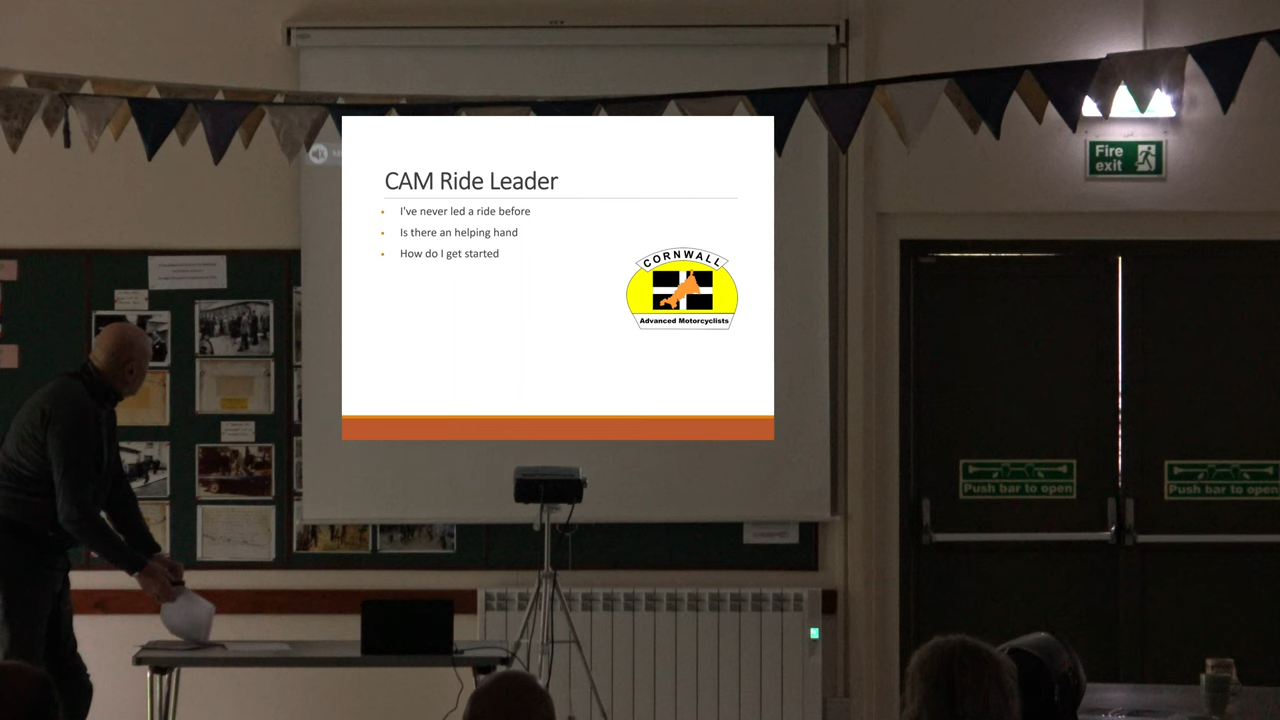 CAM Ride Leader
I've never led a ride before
Is there an helping hand
How do I get started
CORNWALL
Advanced Motorcyclists
Fire
exit
Push bar to open
Push bar to open